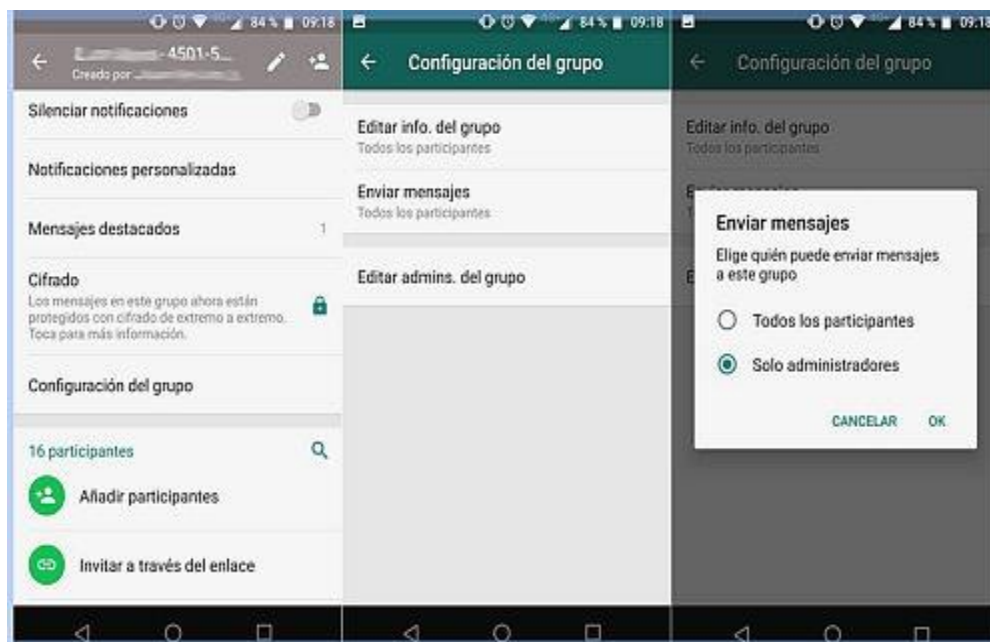 84 % 09:18
- 4501-5...
Creado por
Silenciar notificaciones
Notificaciones personalizadas
Mensajes destacados 1
Cifrado
Los mensajes en este grupo ahora están
protegidos con cifrado de extremo a extremo.
Toca para más información.
Configuración del grupo
16 participantes
Añadir participantes
Invitar a través del enlace
84 % 09:18
Configuración del grupo
Editar info. del grupo
Todos los participantes
Enviar mensajes
Todos los participantes
Editar admins. del grupo
84 % 09:18
Configuración del grupo
Editar info. del grupo
Todos los participantes
Enviar mensajes
Elige quién puede enviar mensajes
a este grupo
Todos los participantes
Solo administradores
CANCELAR OK